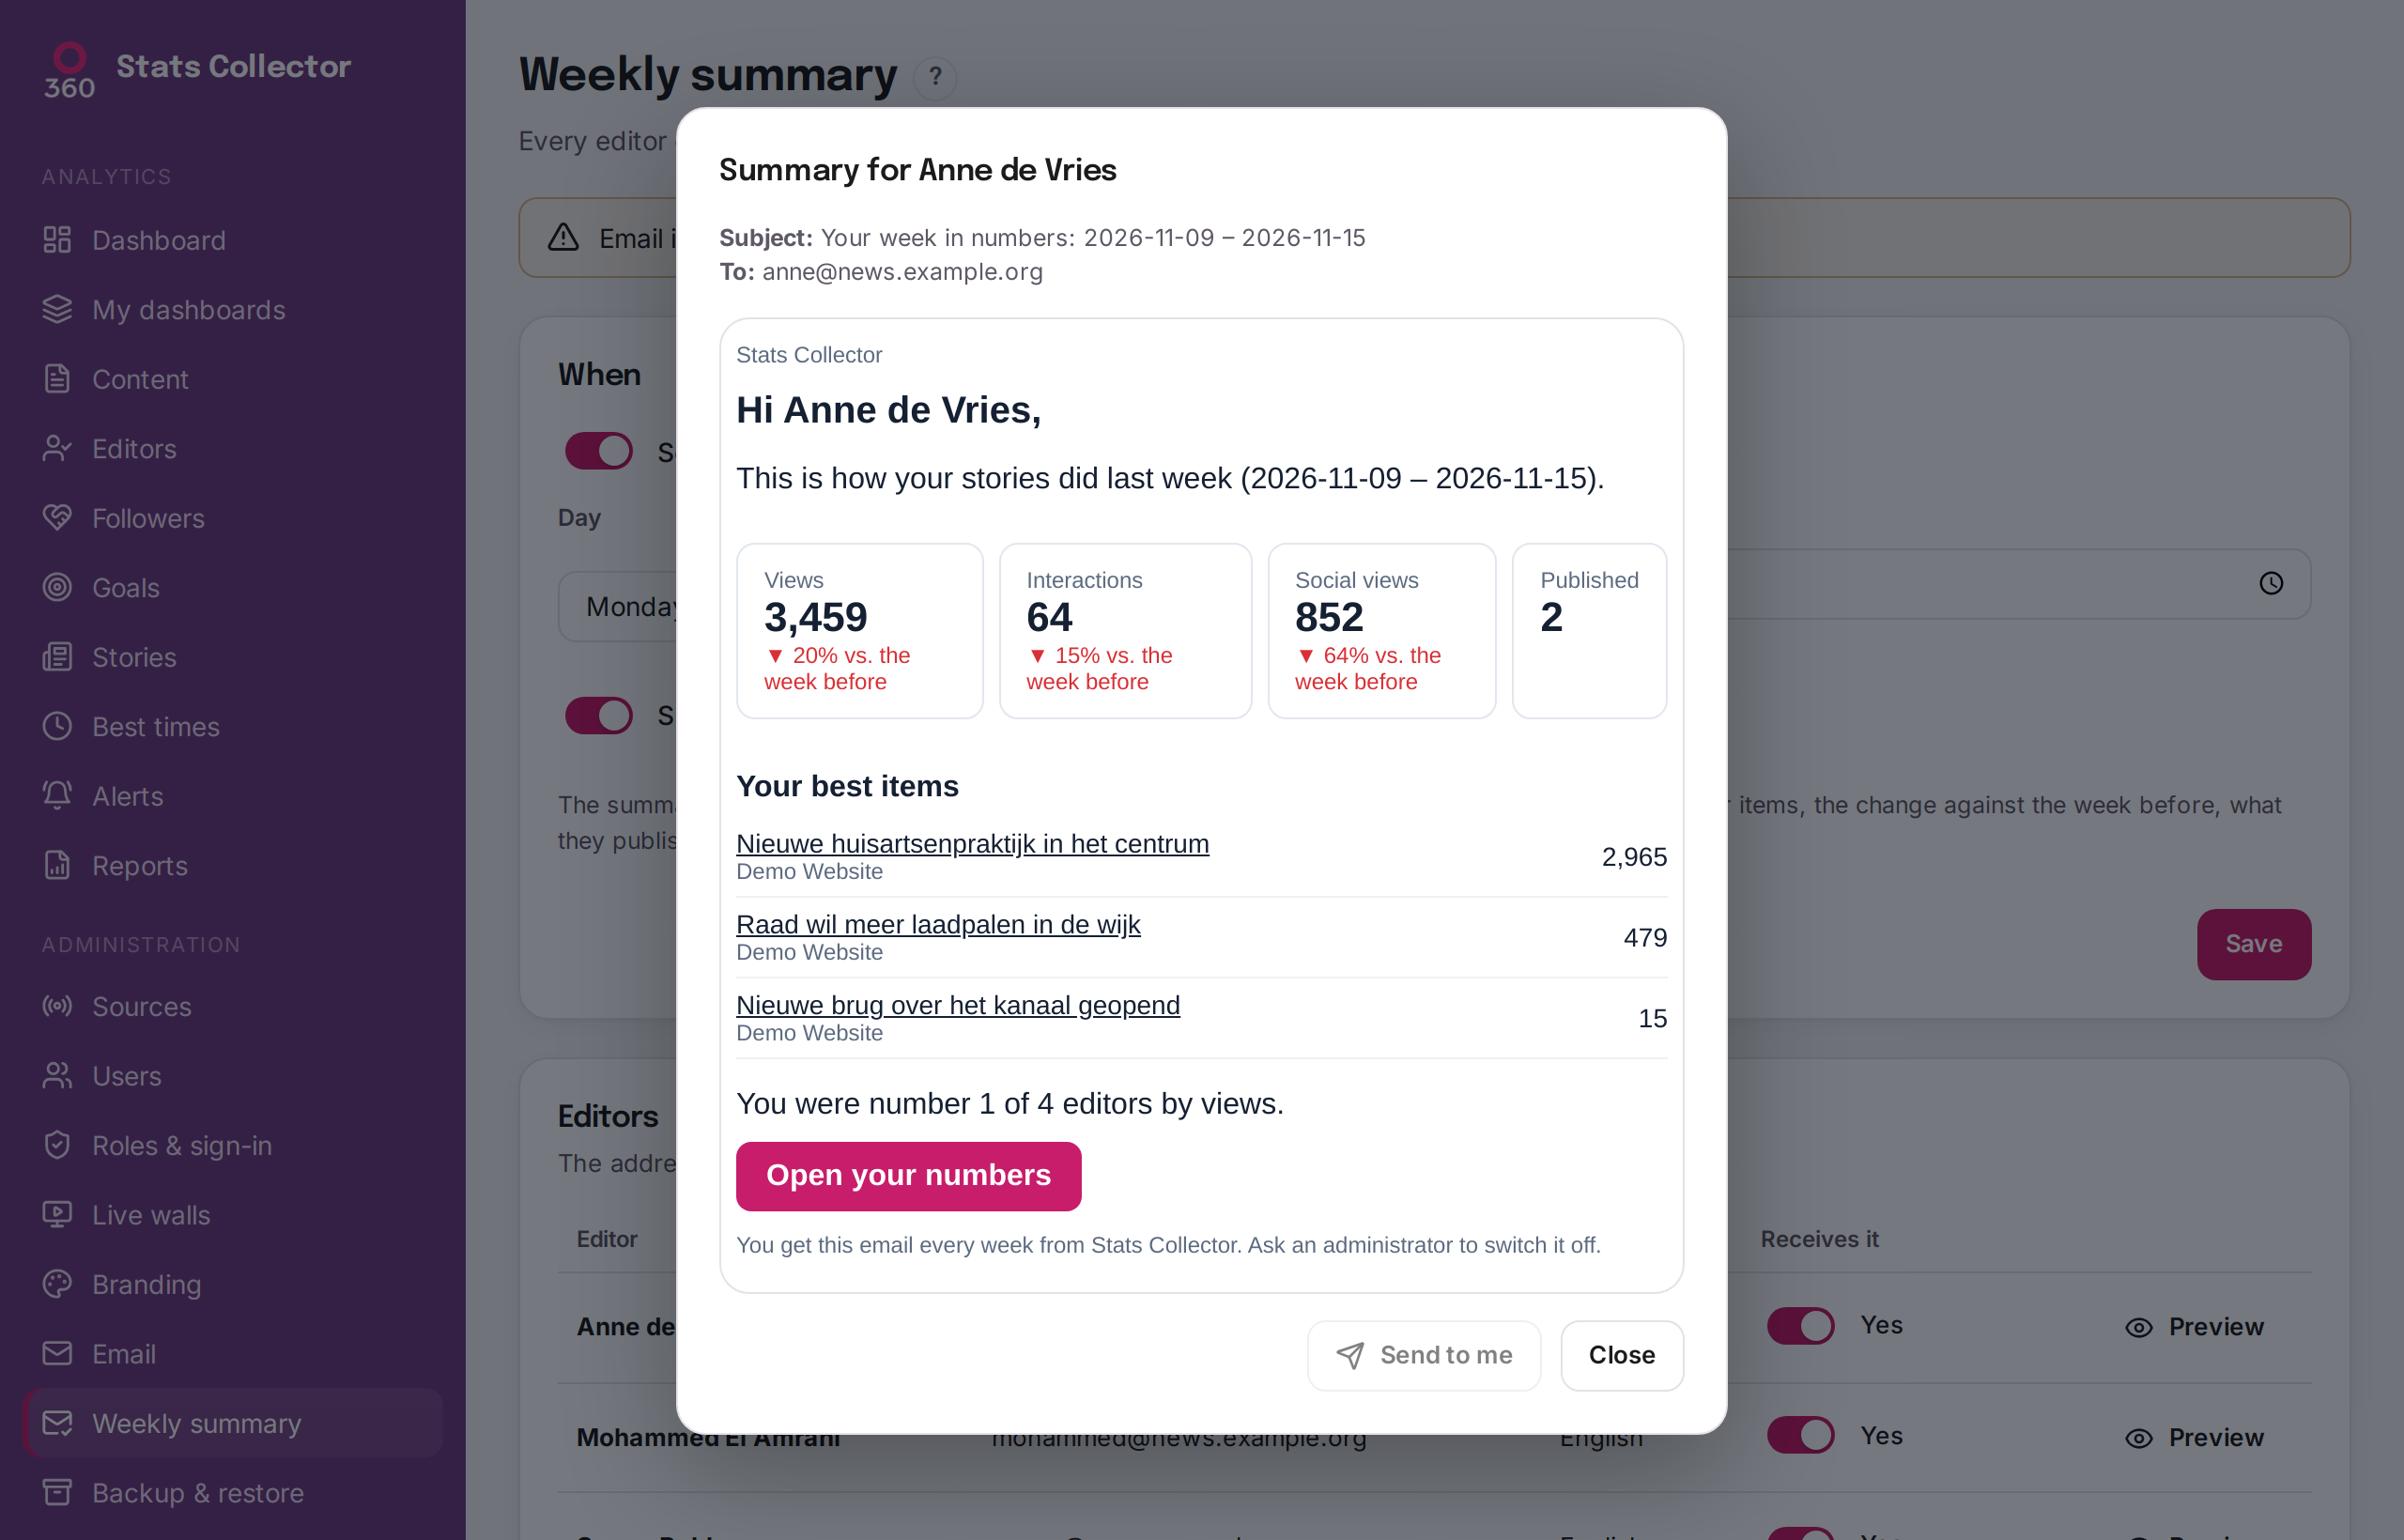 360
Stats Collector
ANALYTICS
Dashboard
My dashboards
Content
Editors
Followers
Goals
Stories
Best times
Alerts
Reports
ADMINISTRATION
Sources
Users
Roles & sign-in
Live walls
Branding
Email
Weekly summary
Backup & restore
Weekly summary ?
Every editor
Email
When
Day
Monday
The
they
items, the change against the week before, what
Save
Editors
The
Editor
Receives it
Anne de
Yes
Preview
Mohammed El Amrani
mohammed@news.example.org
English
Yes
Preview
Summary for Anne de Vries
Subject: Your week in numbers: 2026-11-09 – 2026-11-15
To: anne@news.example.org
Stats Collector
Hi Anne de Vries,
This is how your stories did last week (2026-11-09 – 2026-11-15).
Views
3,459
▼ 20% vs. the
week before
Interactions
64
▼ 15% vs. the
week before
Social views
852
▼ 64% vs. the
week before
Published
2
Your best items
Nieuwe huisartsenpraktijk in het centrum
Demo Website
2,965
Raad wil meer laadpalen in de wijk
Demo Website
479
Nieuwe brug over het kanaal geopend
Demo Website
15
You were number 1 of 4 editors by views.
Open your numbers
You get this email every week from Stats Collector. Ask an administrator to switch it off.
Send to me
Close